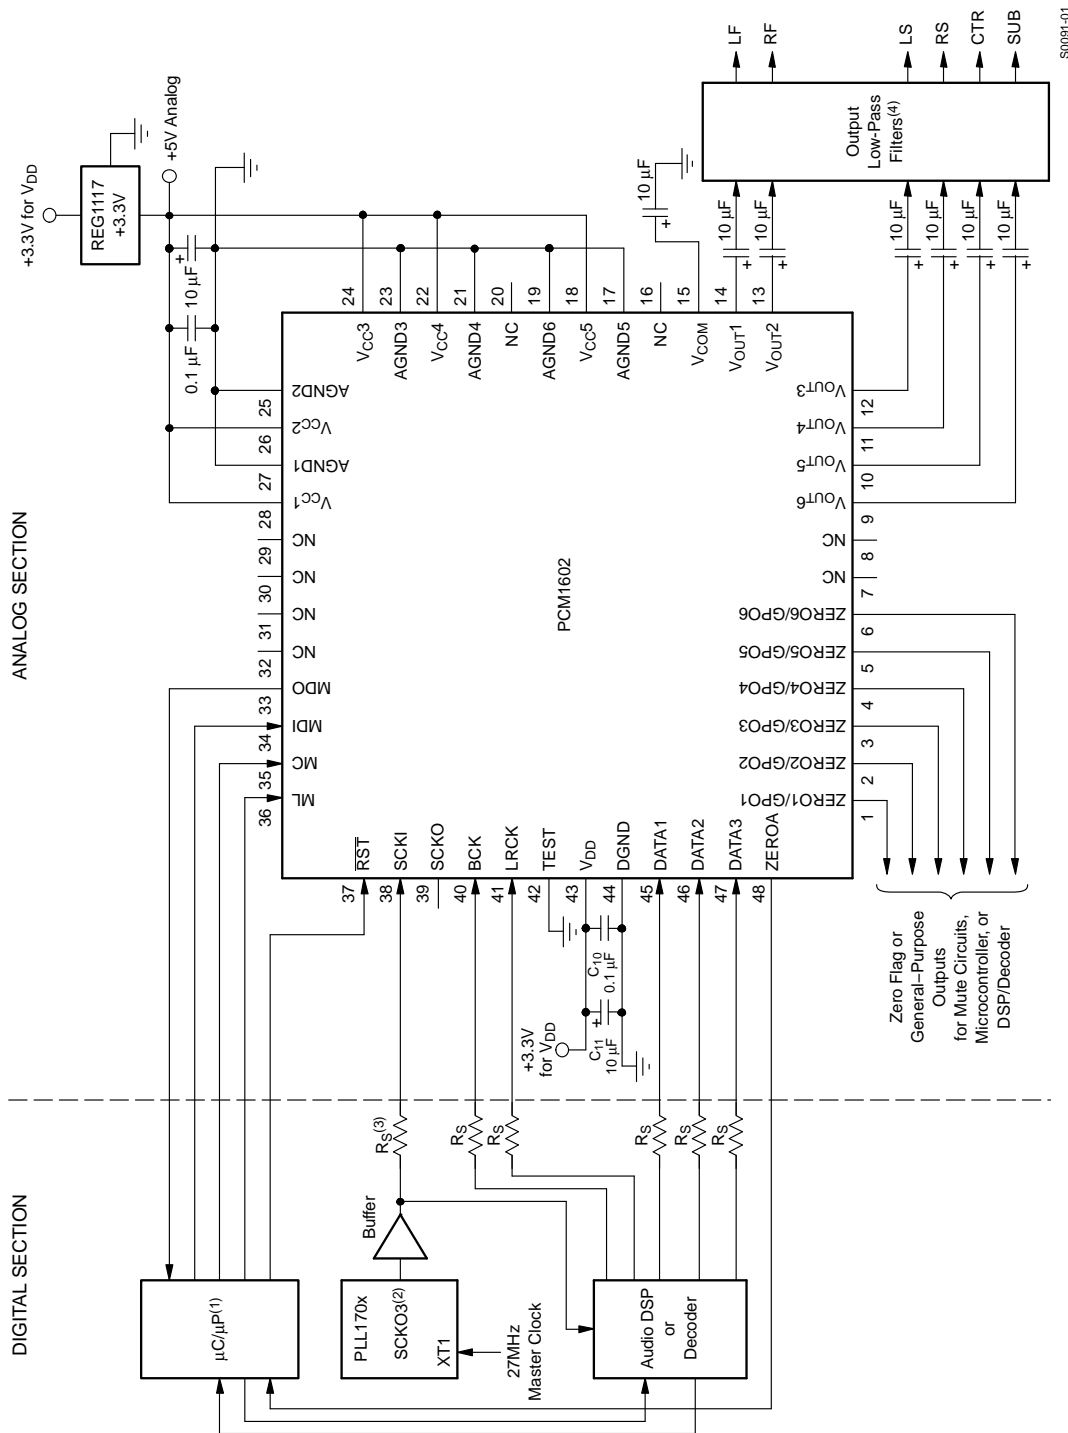 DIGITAL SECTION
ANALOG SECTION
µC/µP(1)
PLL170x
SCKO3(2)
XT1
27MHz
Master Clock
Buffer
Audio DSP
or
Decoder
RS(3)
RS
RS
RS
RS
RS
+3.3V
for VDD
C11
10 µF
+
C10
0.1 µF
37
RST
38
SCKI
39
SCKO
40
BCK
41
LRCK
42
TEST
43
VDD
44
DGND
45
DATA1
46
DATA2
47
DATA3
48
ZEROA
36
ML
35
MC
34
MDI
33
MDO
32
NC
31
NC
30
NC
29
NC
28
VCC1
27
AGND1
26
VCC2
25
AGND2
PCM1602
1
ZERO1/GPO1
2
ZERO2/GPO2
3
ZERO3/GPO3
4
ZERO4/GPO4
5
ZERO5/GPO5
6
ZERO6/GPO6
7
NC
8
NC
9
VOUT6
10
VOUT5
11
VOUT4
12
VOUT3
VCC3
24
AGND3
23
VCC4
22
AGND4
21
NC
20
AGND6
19
VCC5
18
AGND5
17
NC
16
VCOM
15
VOUT1
14
VOUT2
13
Zero Flag or
General–Purpose
Outputs
for Mute Circuits,
Microcontroller, or
DSP/Decoder
0.1 µF
10 µF
+
+3.3V for VDD
REG1117
+3.3V
+5V Analog
10 µF
+
10 µF
+
10 µF
+
10 µF
+
10 µF
+
10 µF
+
10 µF
+
Output
Low-Pass
Filters(4)
LF
RF
LS
RS
CTR
SUB
S0091-01